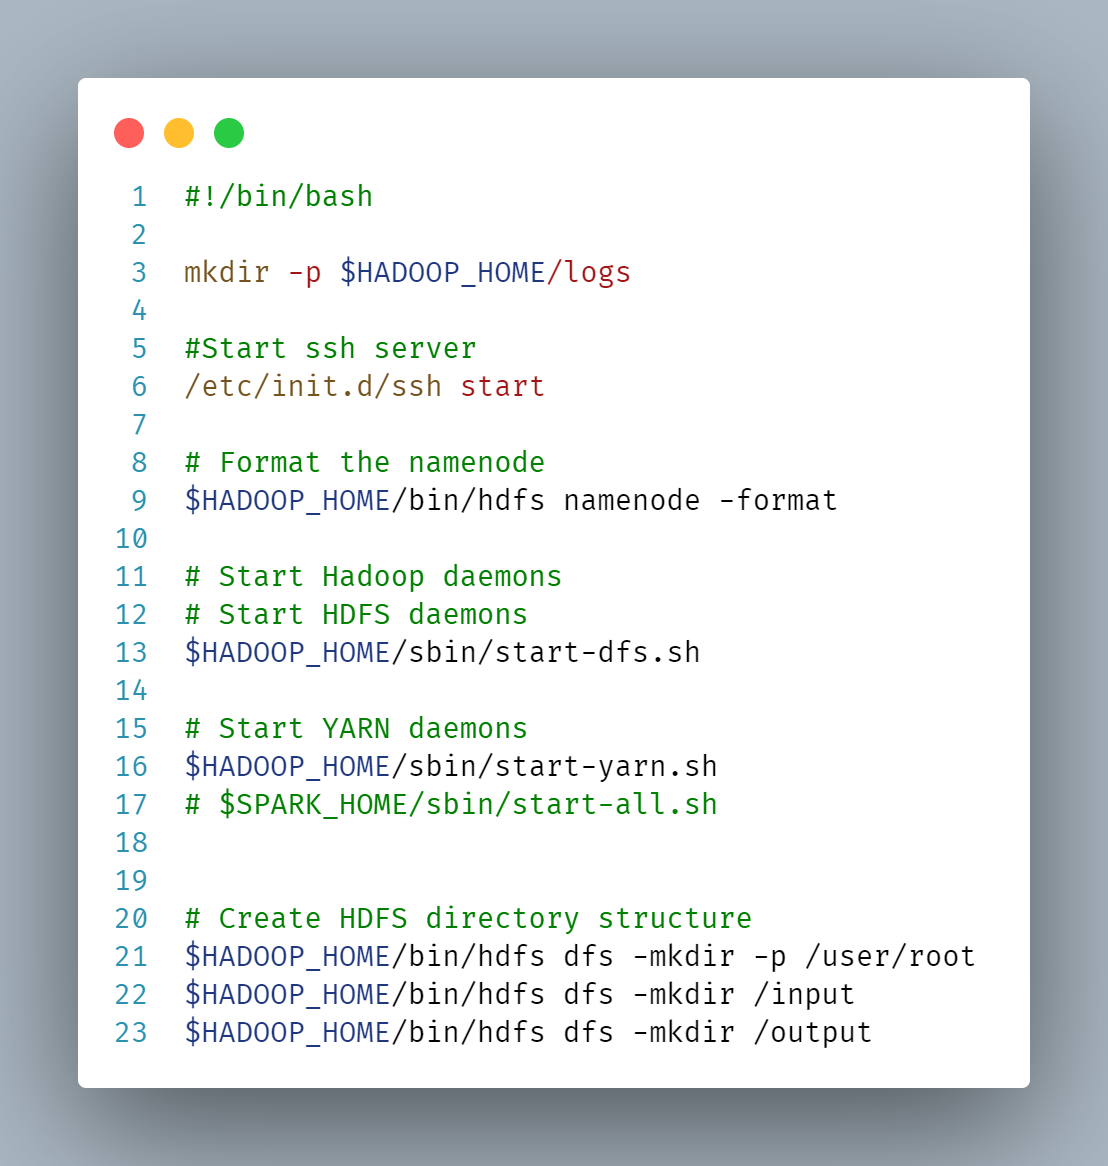 1 #!/bin/bash
2
3 mkdir -p $HADOOP_HOME/logs
4
5 #Start ssh server
6 /etc/init.d/ssh start
7
8 # Format the namenode
9 $HADOOP_HOME/bin/hdfs namenode -format
10
11 # Start Hadoop daemons
12 # Start HDFS daemons
13 $HADOOP_HOME/sbin/start-dfs.sh
14
15 # Start YARN daemons
16 $HADOOP_HOME/sbin/start-yarn.sh
17 # $SPARK_HOME/sbin/start-all.sh
18
19
20 # Create HDFS directory structure
21 $HADOOP_HOME/bin/hdfs dfs -mkdir -p /user/root
22 $HADOOP_HOME/bin/hdfs dfs -mkdir /input
23 $HADOOP_HOME/bin/hdfs dfs -mkdir /output